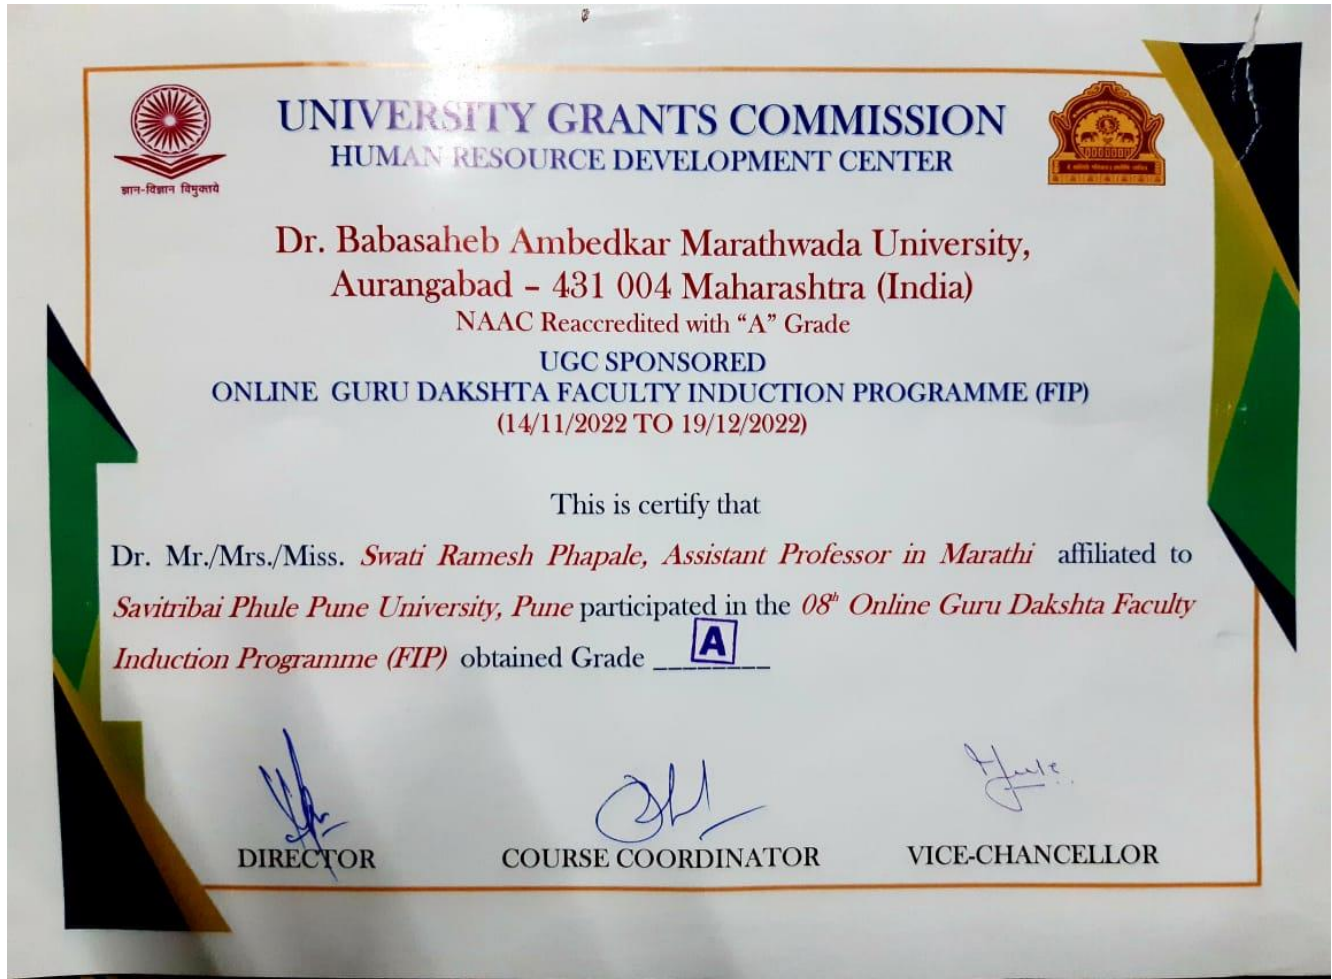 UNIVERSITY GRANTS COMMISSION
HUMAN RESOURCE DEVELOPMENT CENTER
ज्ञान-विज्ञान विमुक्तये
Dr. Babasaheb Ambedkar Marathwada University,
Aurangabad – 431 004 Maharashtra (India)
NAAC Reaccredited with “A” Grade
UGC SPONSORED
ONLINE GURU DAKSHTA FACULTY INDUCTION PROGRAMME (FIP)
(14/11/2022 TO 19/12/2022)
This is certify that
Dr. Mr./Mrs./Miss. Swati Ramesh Phapale, Assistant Professor in Marathi affiliated to
Savitribai Phule Pune University, Pune participated in the 08th Online Guru Dakshta Faculty
Induction Programme (FIP) obtained Grade A
DIRECTOR COURSE COORDINATOR VICE-CHANCELLOR